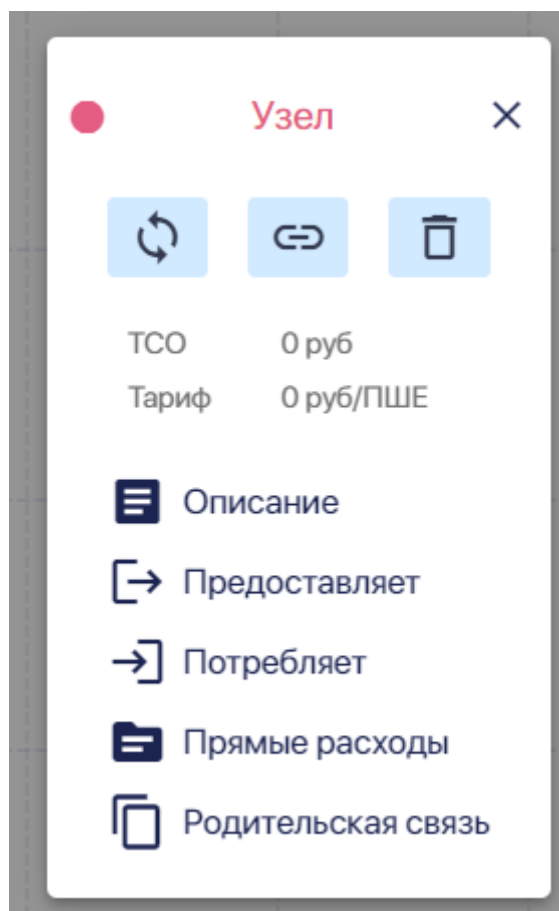 Узел
ТСО 0 руб
Тариф 0 руб/ПШЕ
Описание
Предоставляет
Потребляет
Прямые расходы
Родительская связь